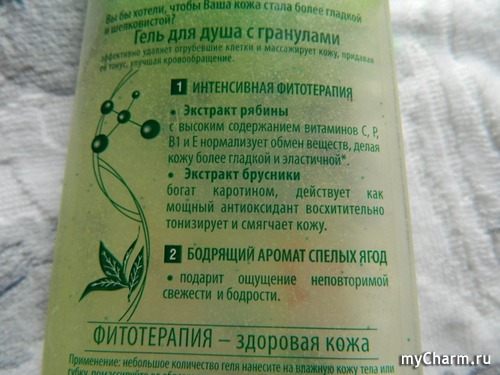 Вы бы хотели, чтобы Ваша кожа стала более гладкой
и шелковистой?
Гель для душа с гранулами
эффективно удаляет огрубевшие клетки и массажирует кожу, придавая
ей тонус, улучшая кровообращение.
1 ИНТЕНСИВНАЯ ФИТОТЕРАПИЯ
• Экстракт рябины
с высоким содержанием витаминов С, Р,
В1 и Е нормализует обмен веществ, делая
кожу более гладкой и эластичной*.
• Экстракт брусники
богат каротином, действует как
мощный антиоксидант восхитительно
тонизирует и смягчает кожу.
2 БОДРЯЩИЙ АРОМАТ СПЕЛЫХ ЯГОД
• подарит ощущение неповторимой
свежести и бодрости.
ФИТОТЕРАПИЯ – здоровая кожа
Применение: небольшое количество геля нанесите на влажную кожу тела или
губку, помассируйте
myCharm.ru